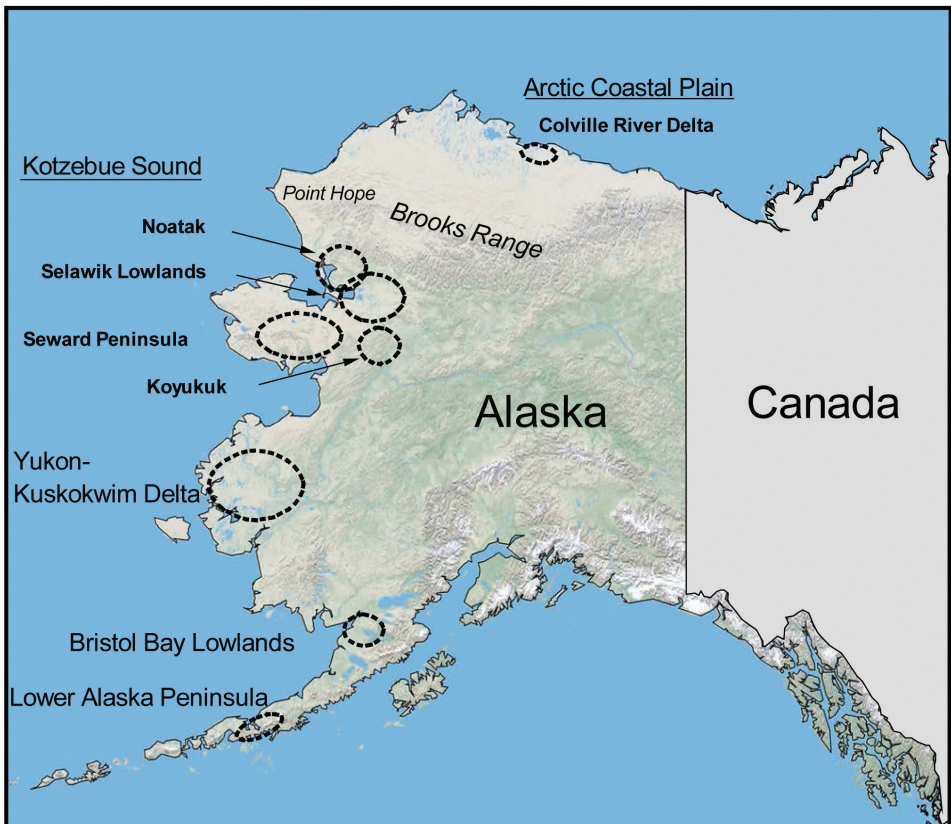 Arctic Coastal Plain
Colville River Delta
Kotzebue Sound
Point Hope
Brooks Range
Noatak
Selawik Lowlands
Seward Peninsula
Koyukuk
Alaska
Canada
Yukon-
Kuskokwim Delta
Bristol Bay Lowlands
Lower Alaska Peninsula